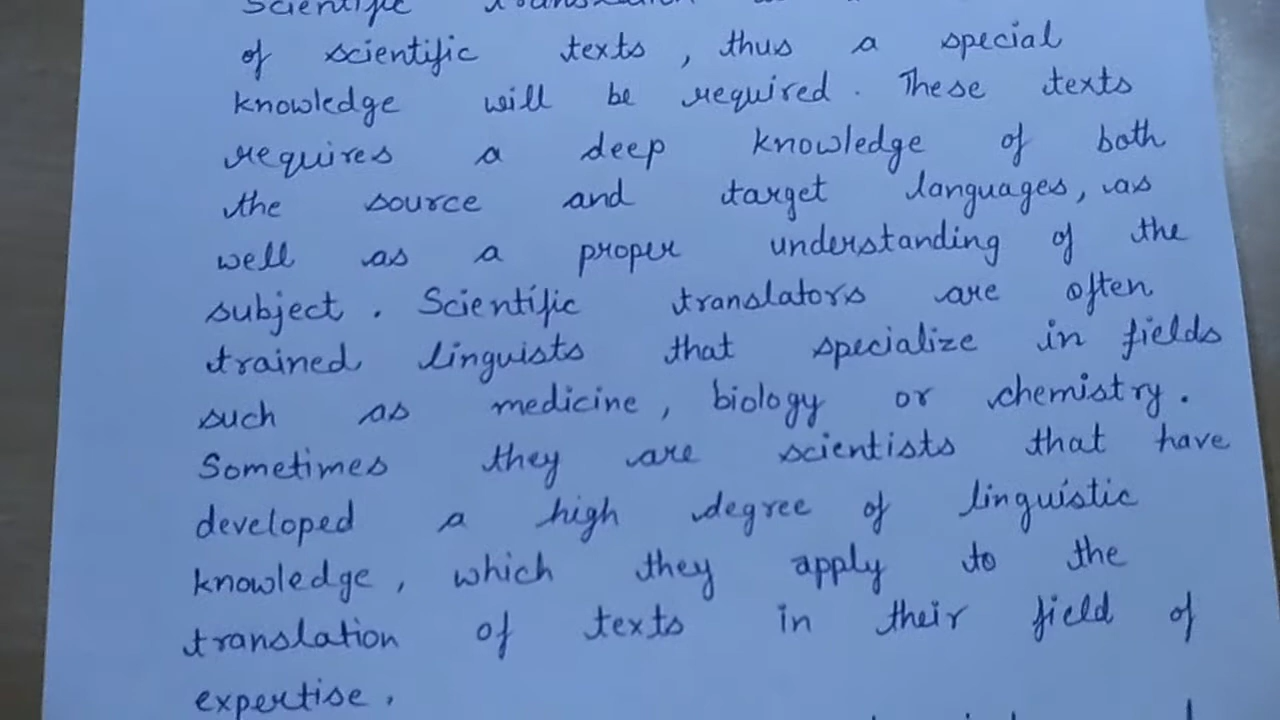 Scientific translation
of scientific texts, thus a special
knowledge will be required. These texts
requires a deep knowledge of both
the source and target languages, as
well as a proper understanding of the
subject. Scientific translators are often
trained linguists that specialize in fields
such as medicine, biology or chemistry.
Sometimes they are scientists that have
developed a high degree of linguistic
knowledge, which they apply to the
translation of texts in their field of
expertise.